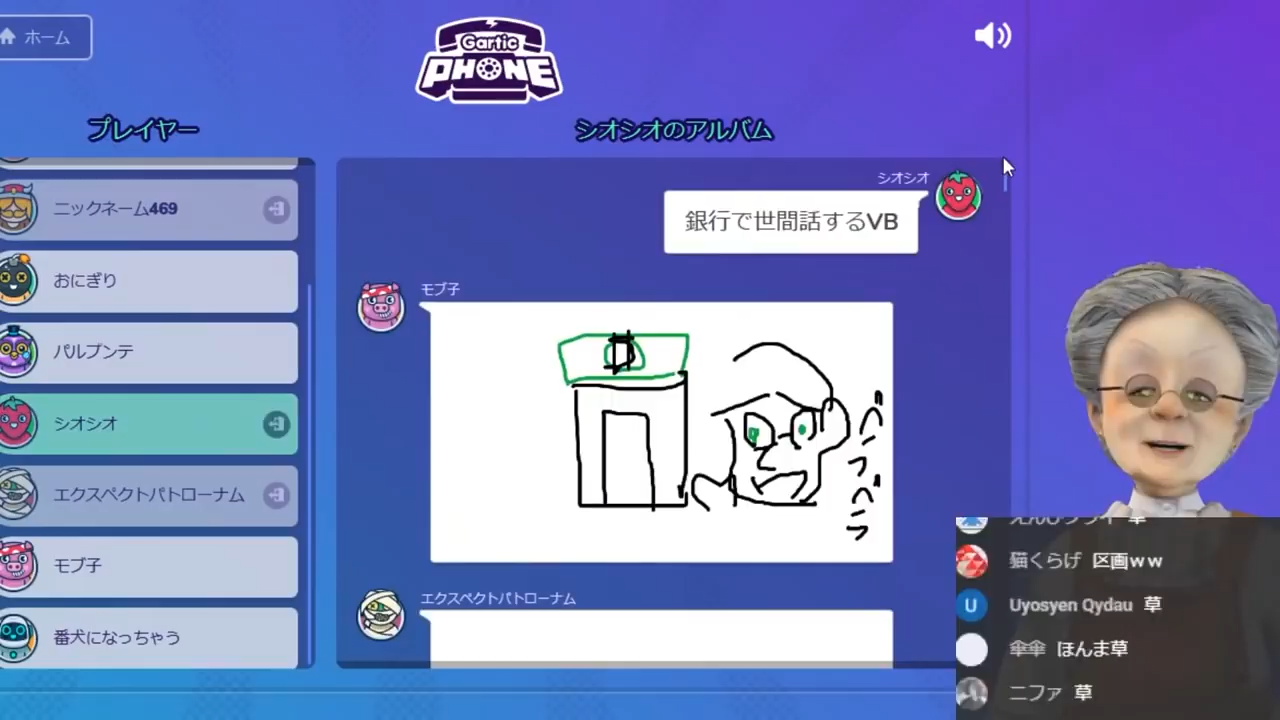 ホーム
Gartic
PHONE
プレイヤー
シオシオのアルバム
ニックネーム469
おにぎり
パルプンテ
シオシオ
エクスペクトパトローナム
モブ子
番犬になっちゃう
シオシオ
銀行で世間話するVB
モブ子
ベラ
ベラ
エクスペクトパトローナム
猫くらげ 区画ww
U Uyosyen Qydau 草
傘傘 ほんま草
ニファ 草